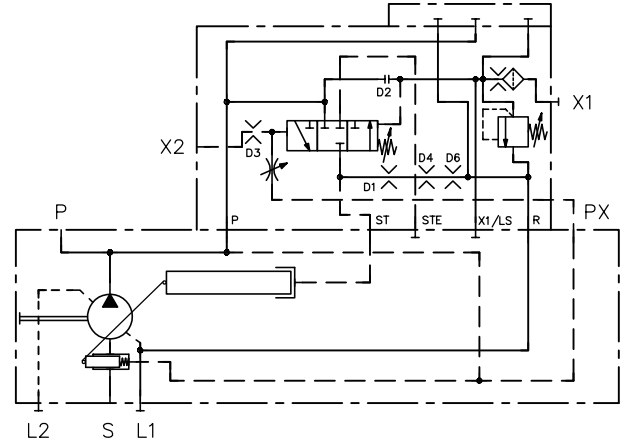 D2
X1
X2
D3
D4 D6
D1
P PX
P ST STE X1/LS R
L2 S L1